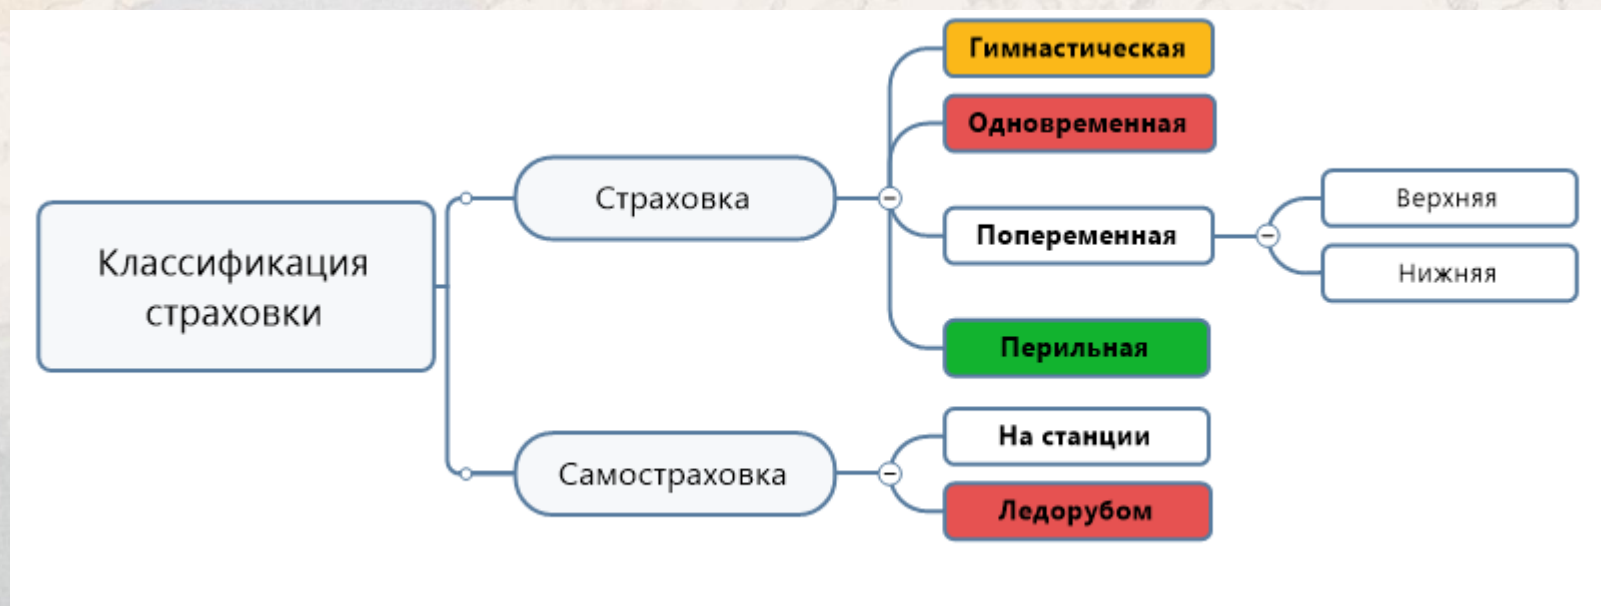 Классификация
страховки
Страховка
Гимнастическая
Одновременная
Попеременная
Верхняя
Нижняя
Перильная
Самостраховка
На станции
Ледорубом